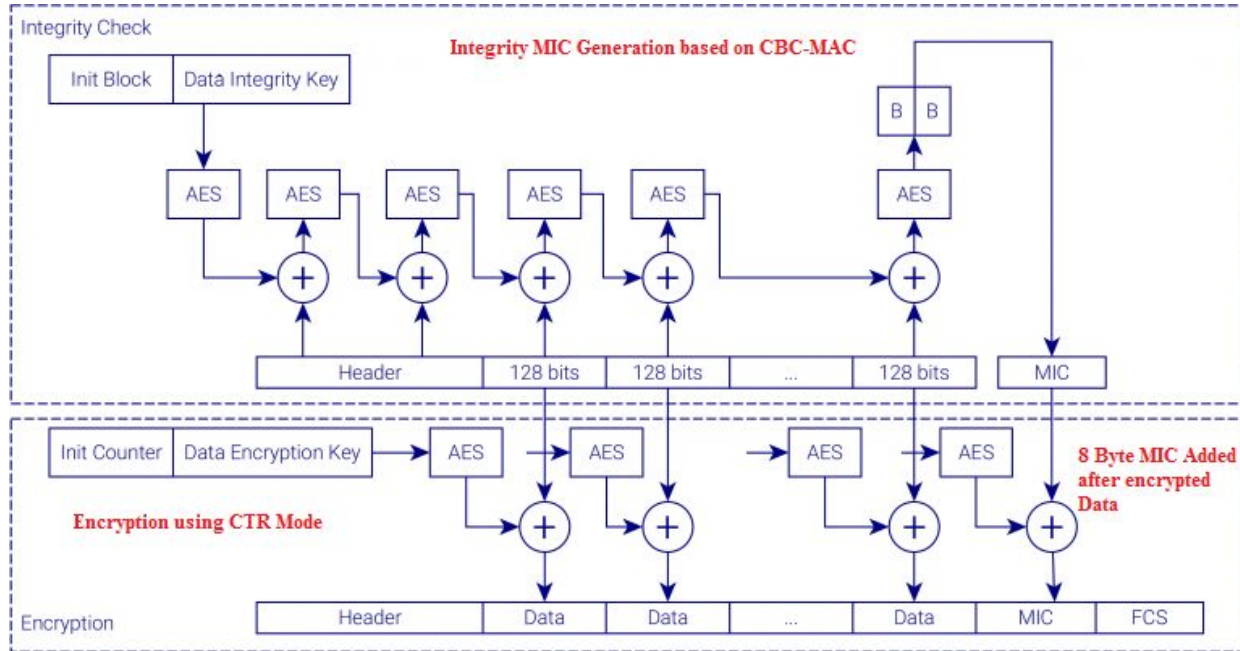 Integrity Check
Integrity MIC Generation based on CBC-MAC
Init Block Data Integrity Key
B B
AES AES AES AES AES AES
+ + + + +
Header 128 bits 128 bits ... 128 bits MIC
Init Counter Data Encryption Key AES AES AES AES
8 Byte MIC Added
after encrypted
Data
Encryption using CTR Mode
+ + + +
Header Data Data ... Data MIC FCS
Encryption